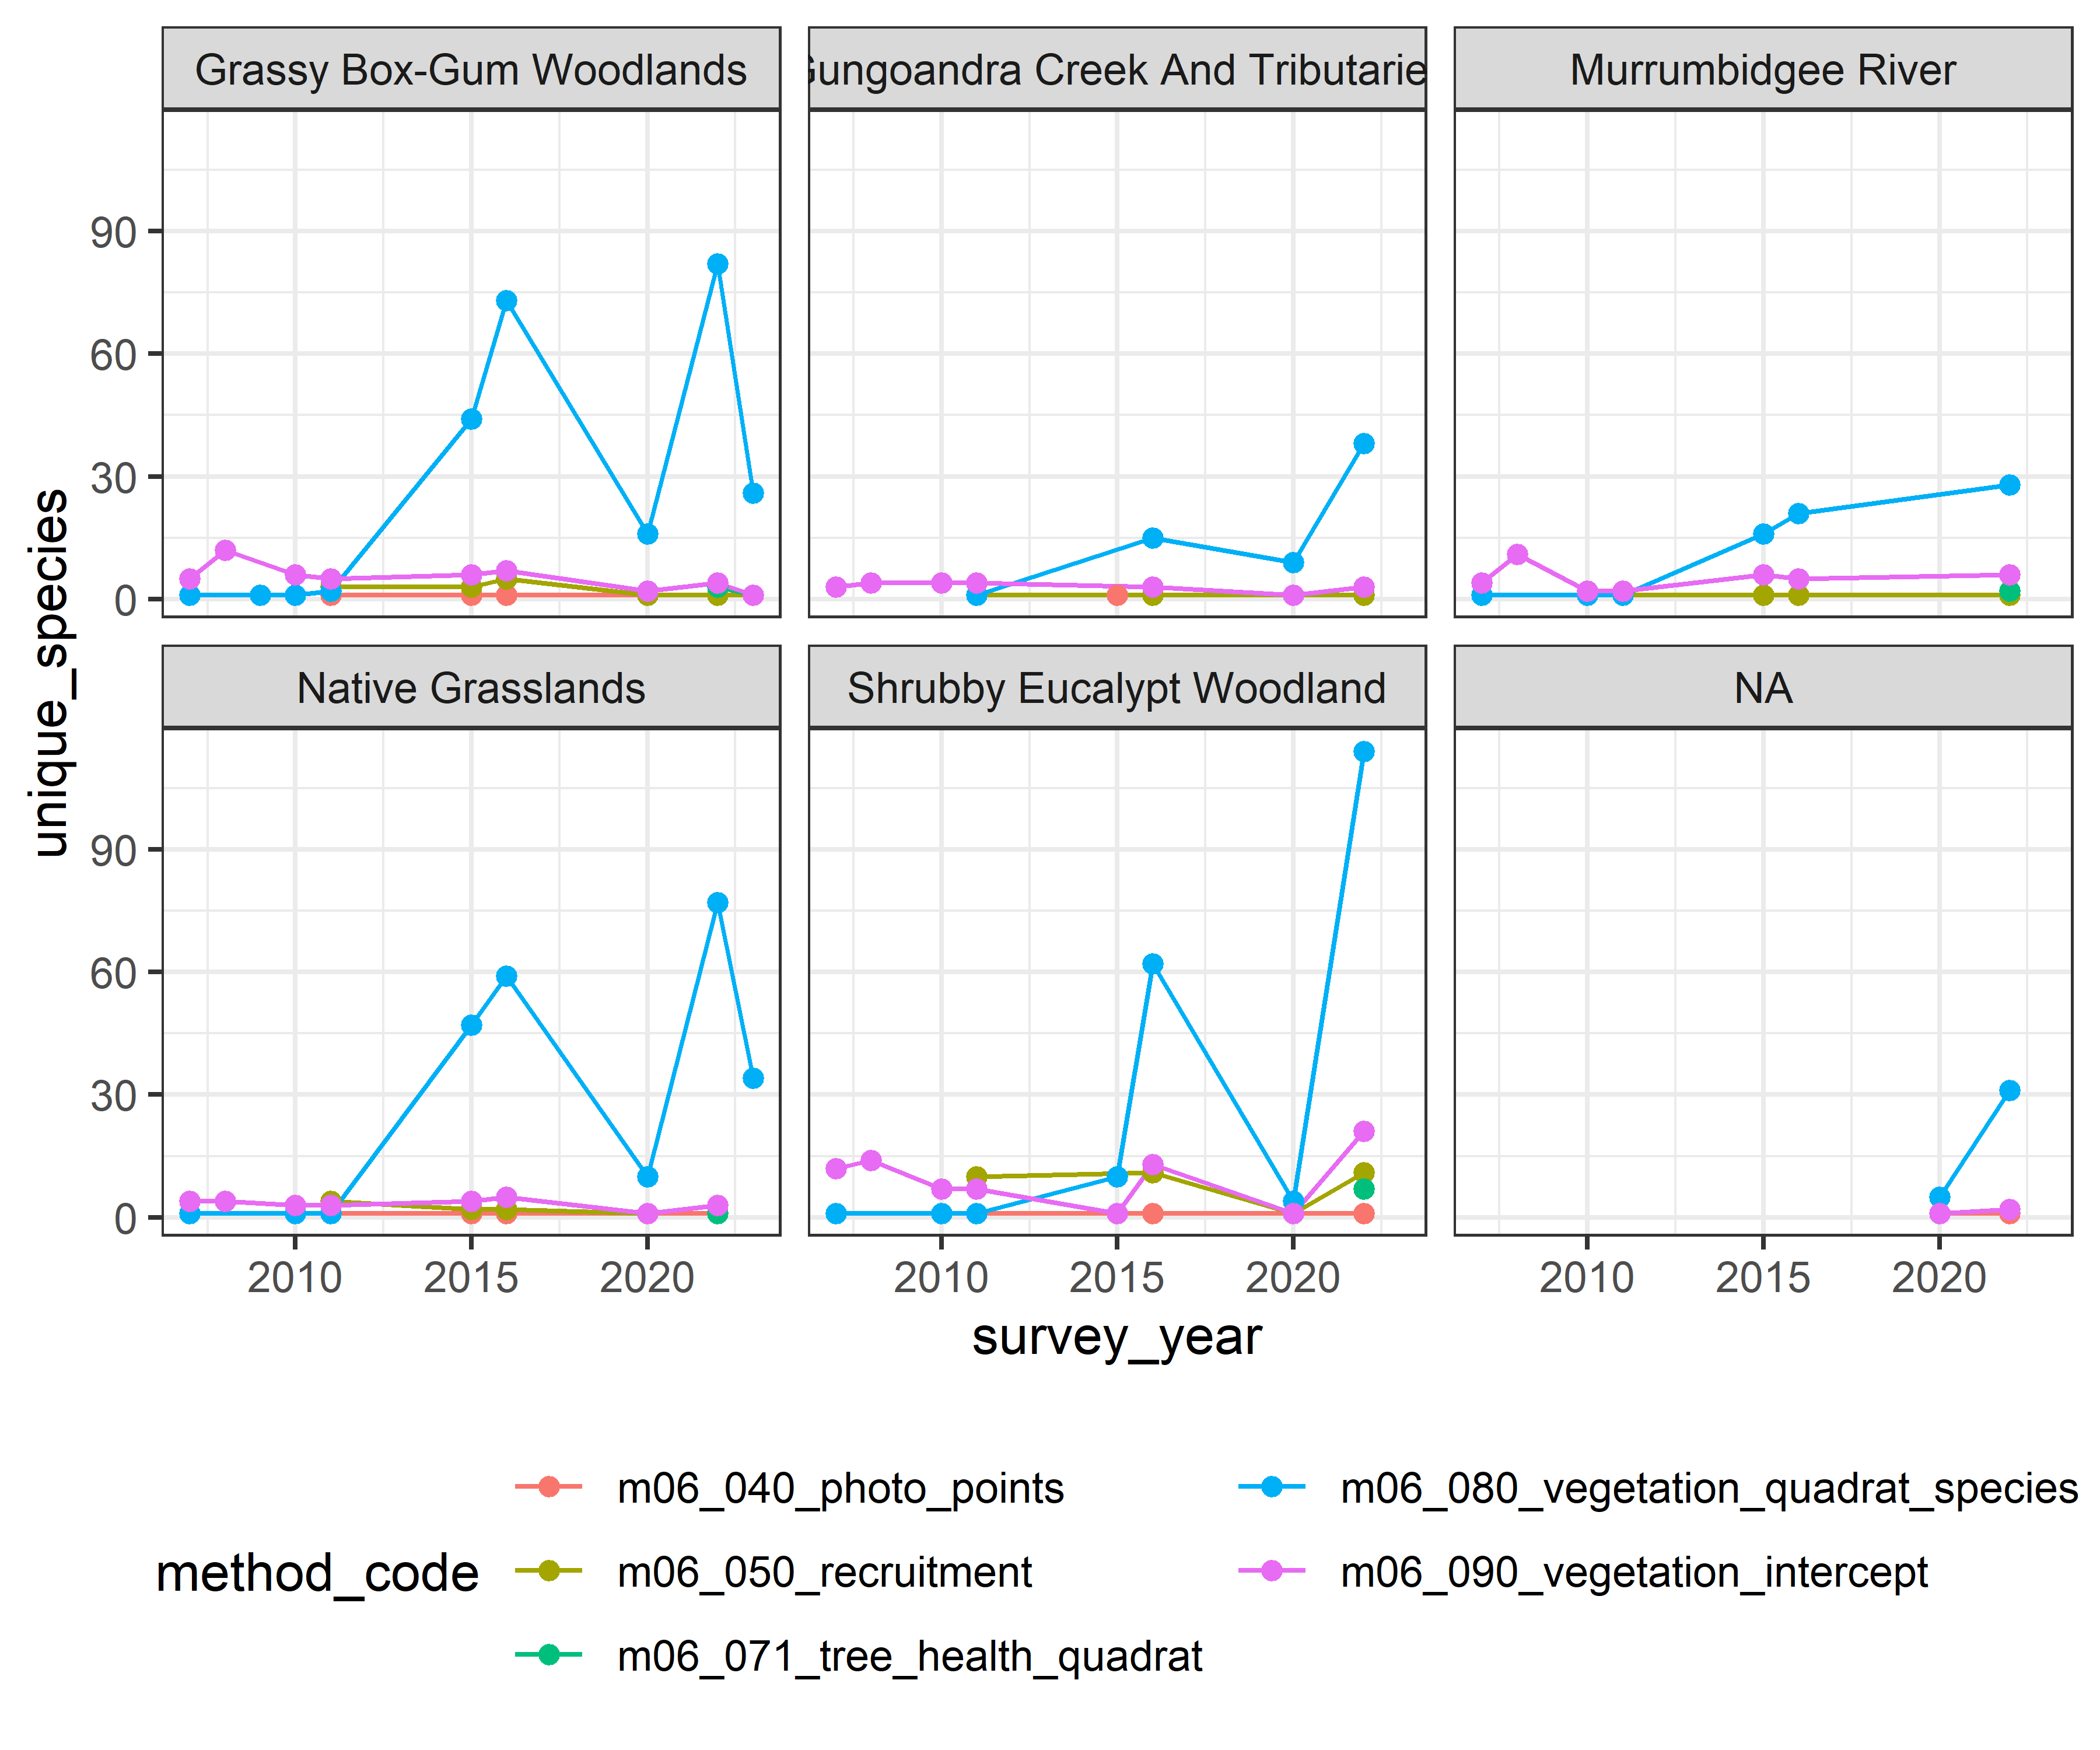 Grassy Box-Gum Woodlands
Gungoandra Creek And Tributarie
Murrumbidgee River
90
60
30
0
unique_species
Native Grasslands
Shrubby Eucalypt Woodland
NA
90
60
30
0
2010 2015 2020
2010 2015 2020
2010 2015 2020
survey_year
method_code
m06_040_photo_points
m06_050_recruitment
m06_071_tree_health_quadrat
m06_080_vegetation_quadrat_species
m06_090_vegetation_intercept